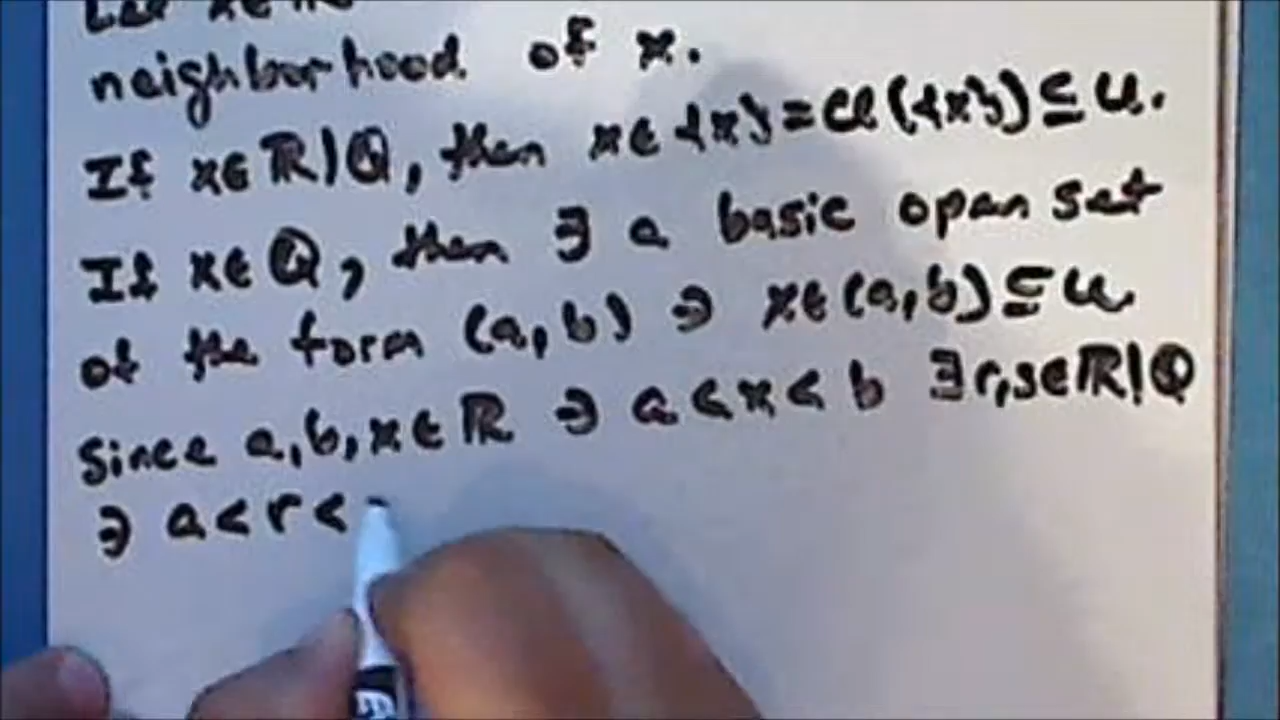 neighborhood of x.
If x∈ℝ|ℚ, then x∈{x}=Cl({x})⊆U.
If x∈ℚ, then ∃ a basic open set
of the form (a,b) ∋ x∈(a,b)⊆U
Since a,b,x∈ℝ ∋ a<x<b ∃r,s∈ℝ|ℚ
∋ a<r<